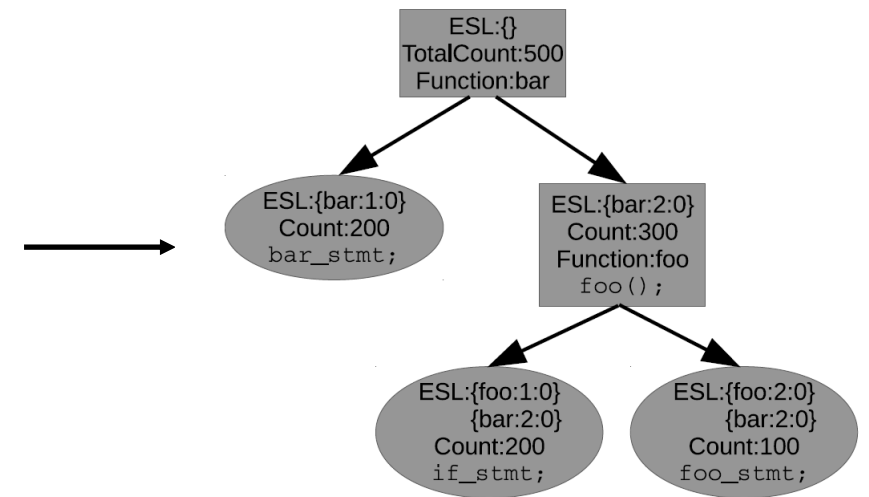 ESL:{}
TotalCount:500
Function:bar
ESL:{bar:1:0}
Count:200
bar_stmt;
ESL:{bar:2:0}
Count:300
Function:foo
foo();
ESL:{foo:1:0}
{bar:2:0}
Count:200
if_stmt;
ESL:{foo:2:0}
{bar:2:0}
Count:100
foo_stmt;